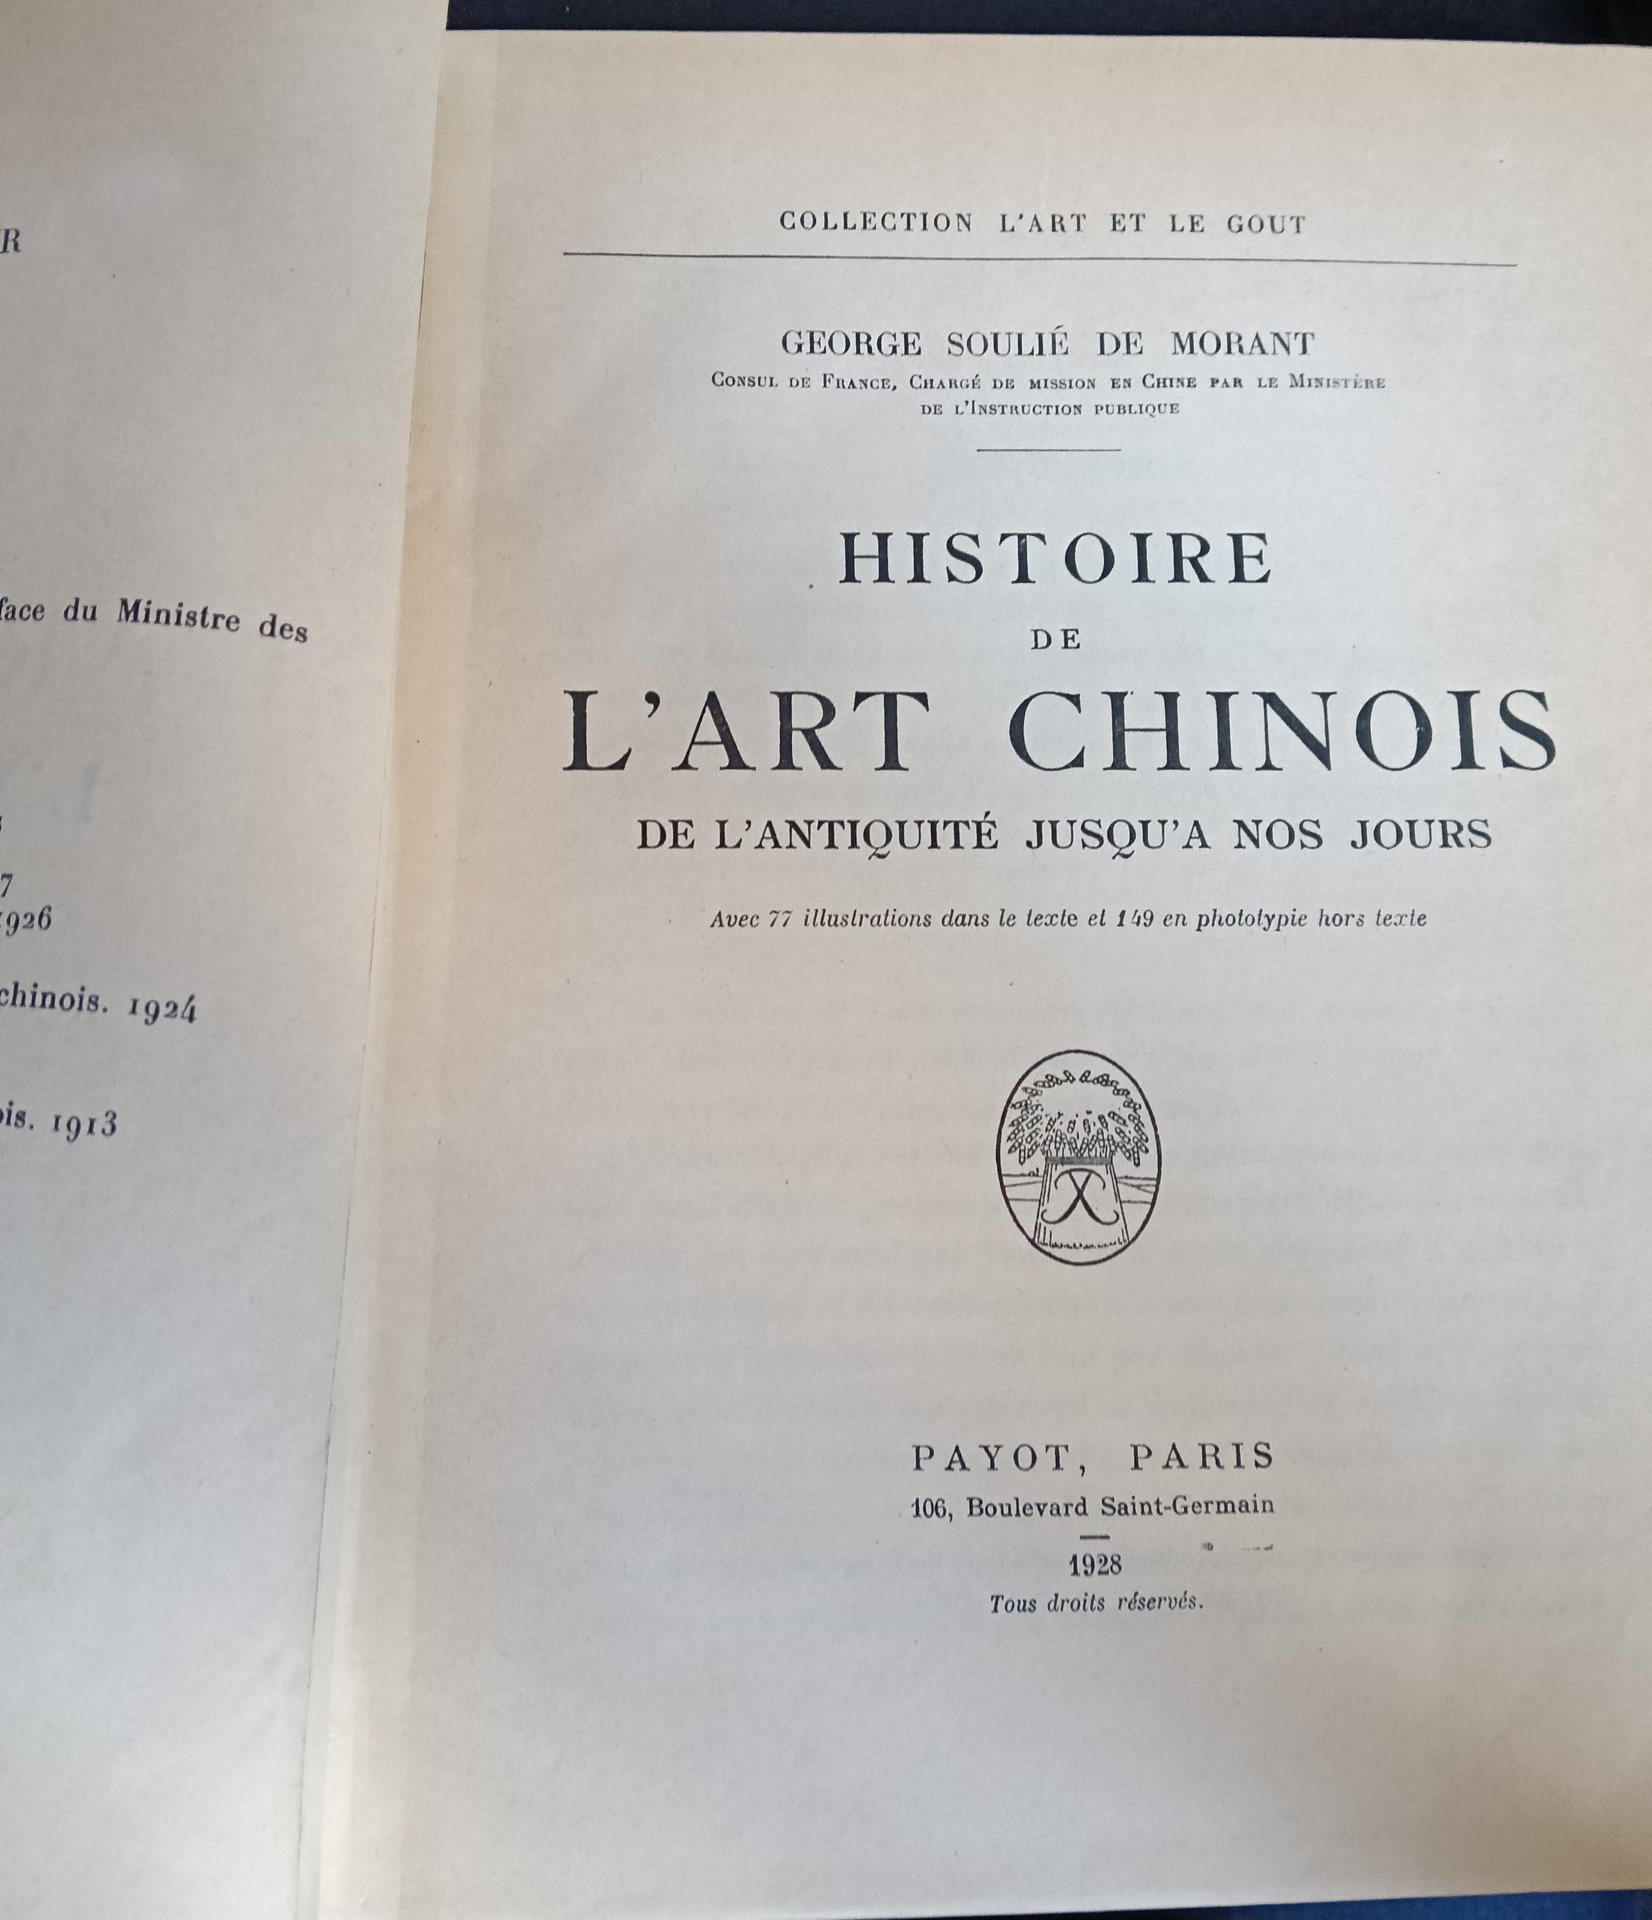 R
face du Ministre des
7
1926
chinois. 1924
is. 1913
COLLECTION L'ART ET LE GOUT
GEORGE SOULIÉ DE MORANT
CONSUL DE FRANCE, CHARGÉ DE MISSION EN CHINE PAR LE MINISTÈRE
DE L'INSTRUCTION PUBLIQUE
HISTOIRE
DE
L'ART CHINOIS
DE L'ANTIQUITÉ JUSQU'A NOS JOURS
Avec 77 illustrations dans le texte et 149 en phototypie hors texte
PAYOT, PARIS
106, Boulevard Saint-Germain
1928
Tous droits réservés.